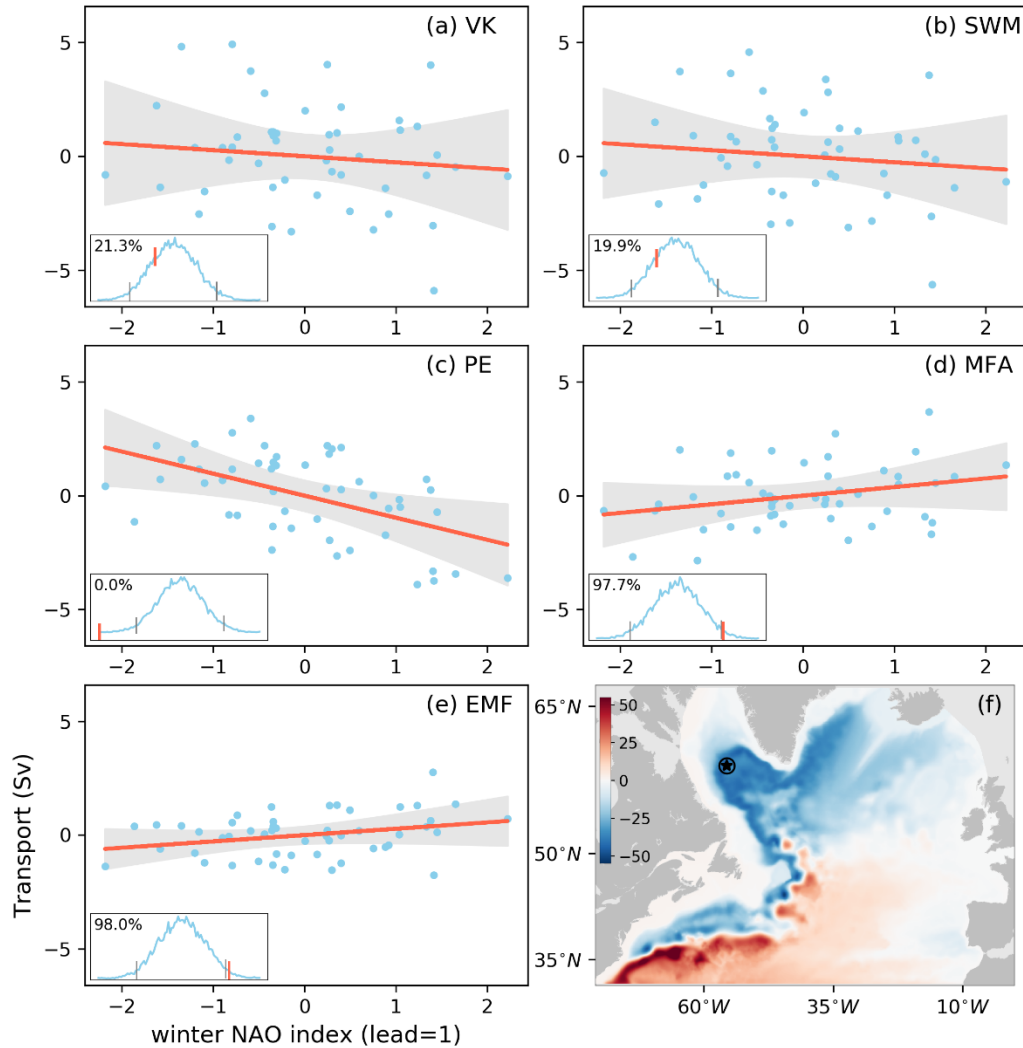 (a) VK
5
0
−5
21.3%
−2 −1 0 1 2
(b) SWM
5
0
−5
19.9%
−2 −1 0 1 2
(c) PE
5
0
−5
0.0%
−2 −1 0 1 2
(d) MFA
5
0
−5
97.7%
−2 −1 0 1 2
(e) EMF
5
0
−5
98.0%
−2 −1 0 1 2
Transport (Sv)
winter NAO index (lead=1)
(f)
50
25
0
−25
−50
65°N
50°N
35°N
60°W 35°W 10°W